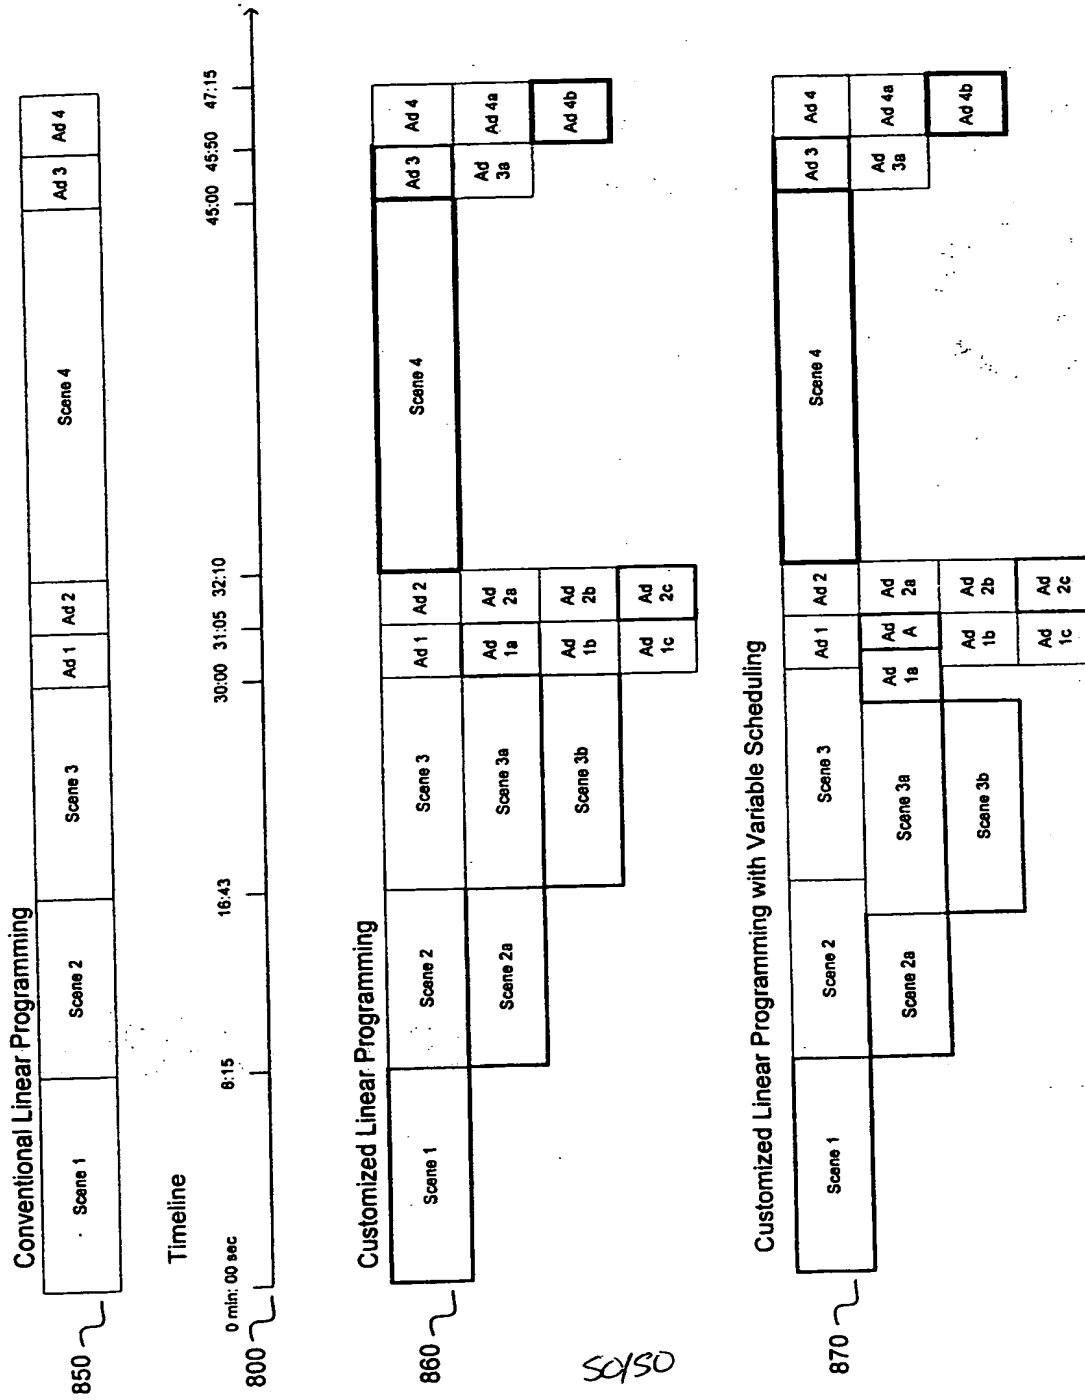 Conventional Linear Programming
850
Scene 1
Scene 2
Scene 3
Ad 1
Ad 2
Scene 4
Ad 3
Ad 4
Timeline
800
0 min: 00 sec
8:15
16:43
30:00
31:05
32:10
45:00
45:50
47:15
Customized Linear Programming
860
Scene 1
Scene 2
Scene 3
Ad 1
Ad 2
Scene 4
Ad 3
Ad 4
Scene 2a
Scene 3a
Ad
1a
Ad
2a
Ad
3a
Ad 4a
Scene 3b
Ad
1b
Ad
2b
Ad 4b
Ad
1c
Ad
2c
50/50
Customized Linear Programming with Variable Scheduling
870
Scene 1
Scene 2
Scene 3
Ad 1
Ad 2
Scene 4
Ad 3
Ad 4
Scene 2a
Scene 3a
Ad
1a
Ad
A
Ad
2a
Ad
3a
Ad 4a
Scene 3b
Ad
1b
Ad
2b
Ad 4b
Ad
1c
Ad
2c